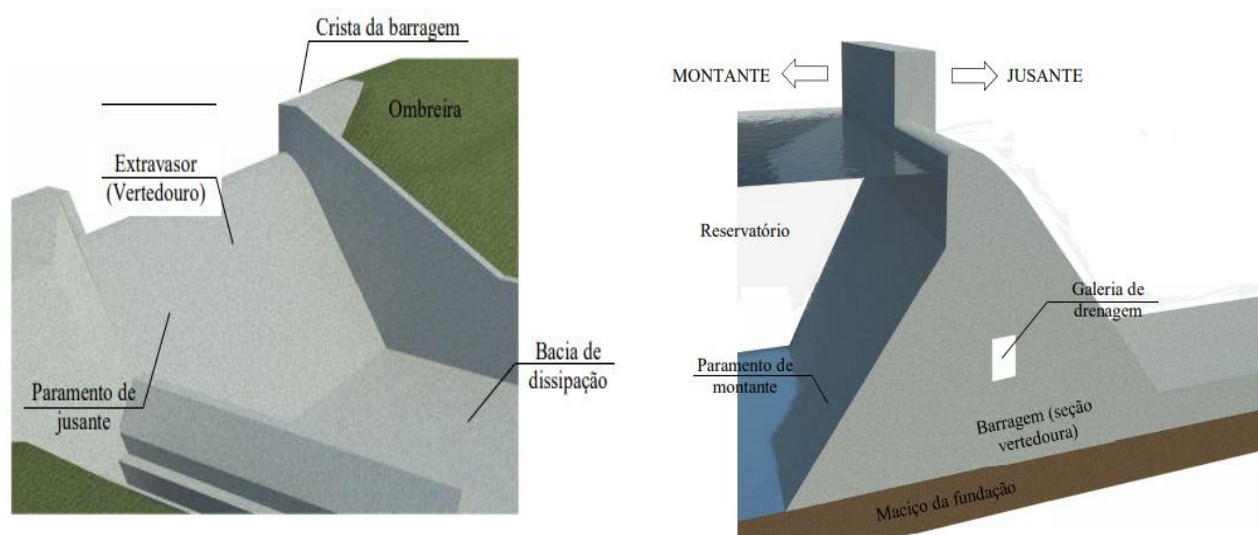 Crista da barragem
Ombreira
Extravasor
(Vertedouro)
Bacia de
dissipação
Paramento de
jusante
MONTANTE
JUSANTE
Reservatório
Galeria de
drenagem
Paramento de
montante
Barragem (seção
vertedoura)
Maciço da fundação